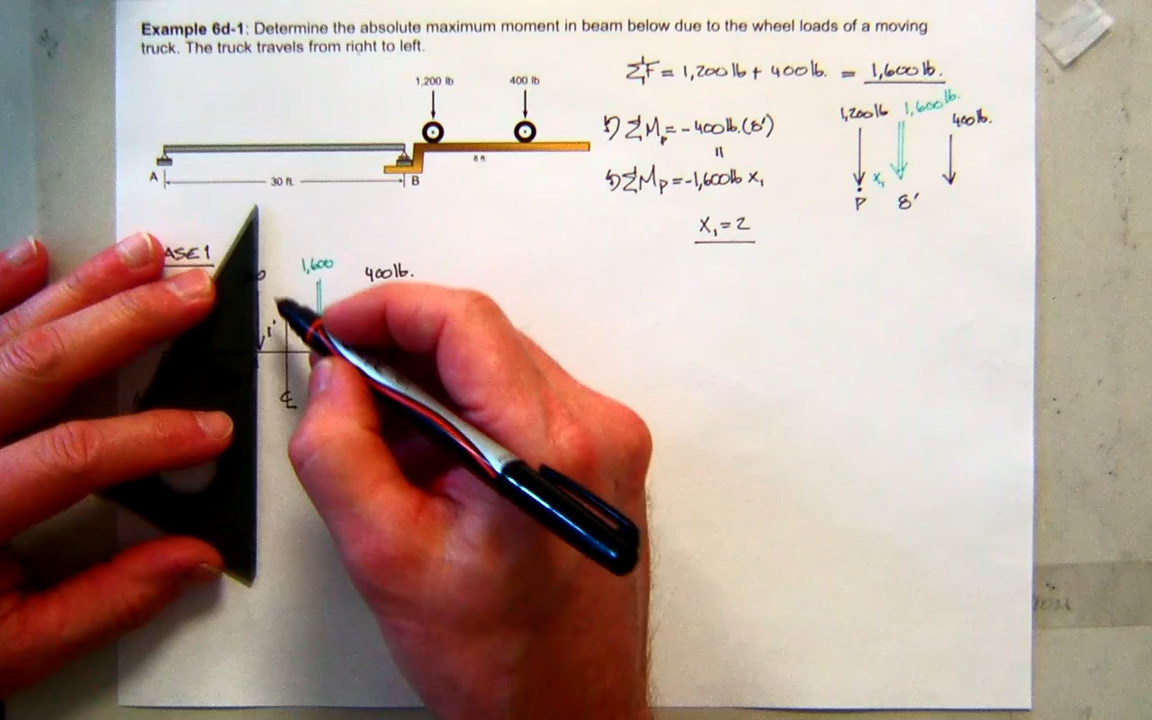 Example 6d-1: Determine the absolute maximum moment in beam below due to the wheel loads of a moving
truck. The truck travels from right to left.
1,200 lb
400 lb
8 ft.
A
30 ft.
B
ΣF = 1,200 lb + 400 lb. = 1,600 lb.
ΣMp = -400 lb. (8')
=
ΣMp = -1,600 lb x₁
x₁ = 2
1,200 lb
1,600 lb.
400 lb.
x₁
P
8'
ASE 1
1,600
400 lb.
1'
℄